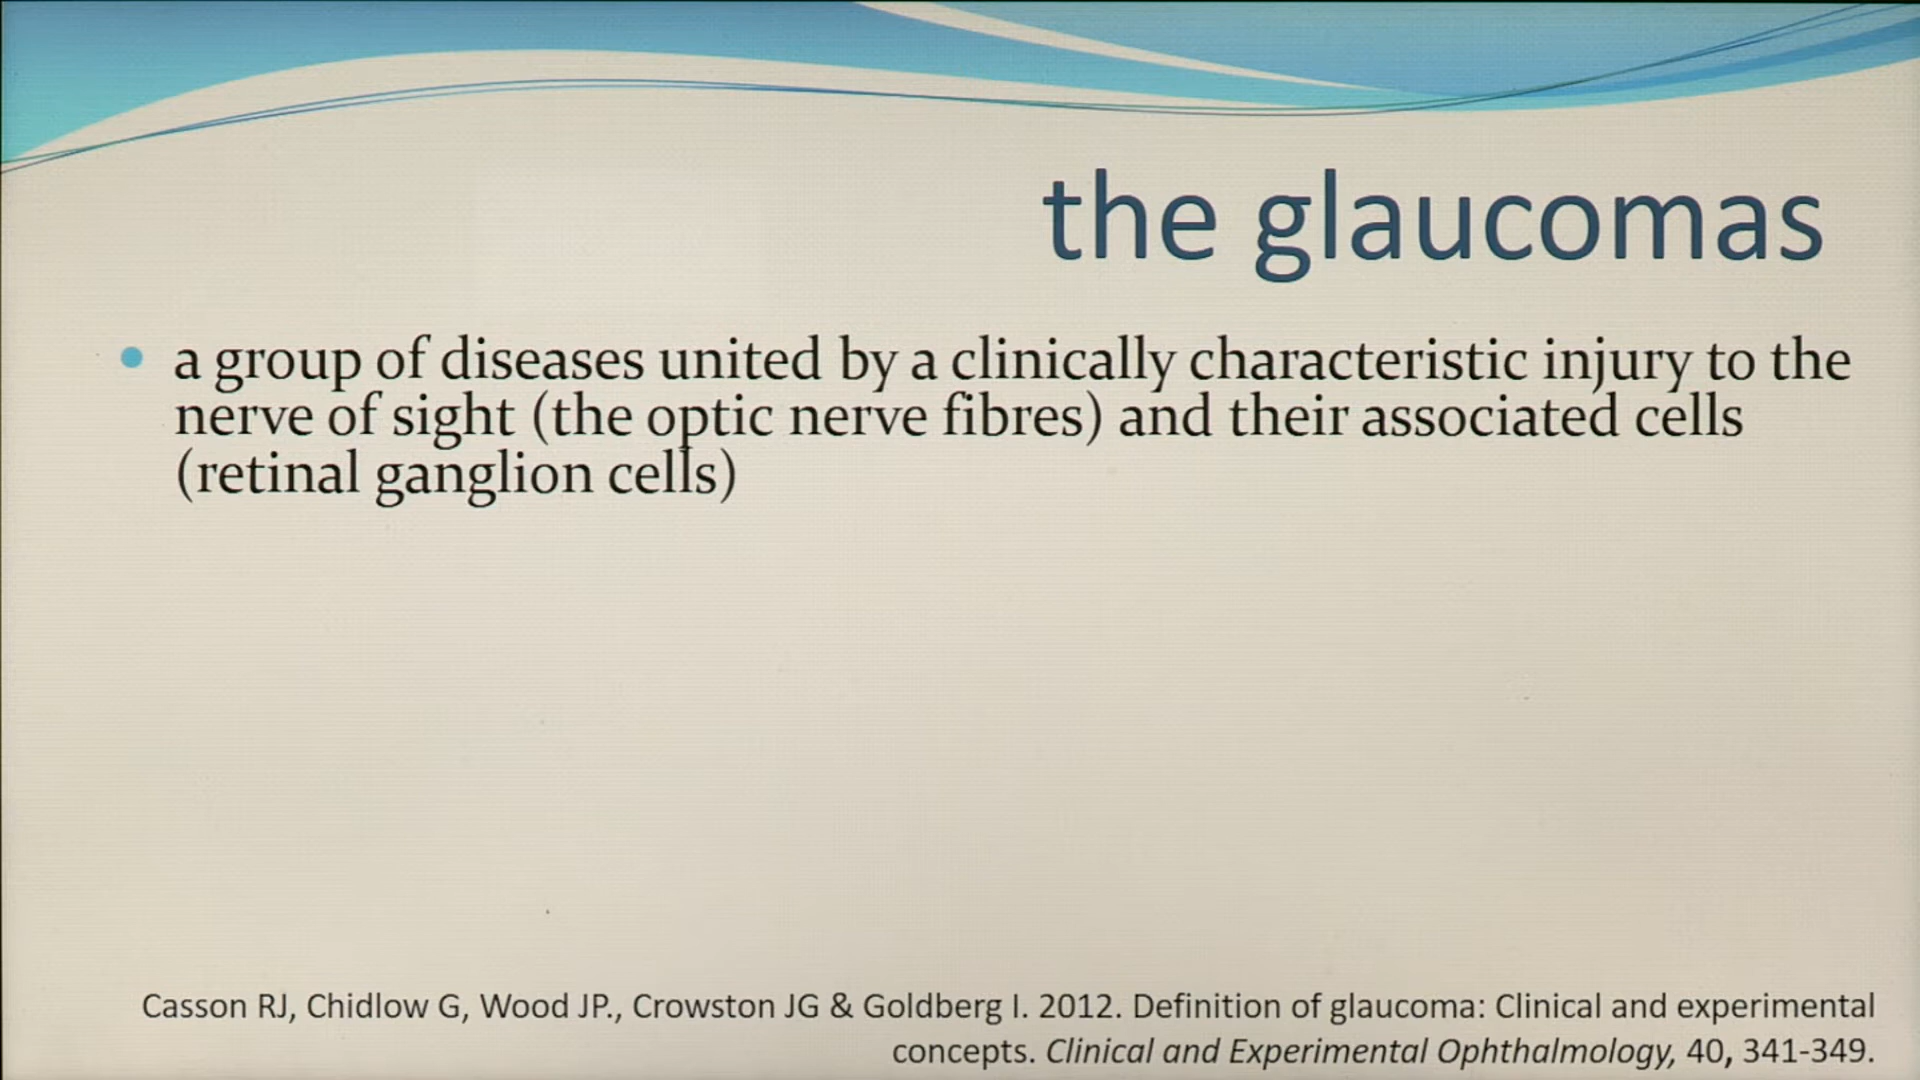 the glaucomas
• a group of diseases united by a clinically characteristic injury to the
nerve of sight (the optic nerve fibres) and their associated cells
(retinal ganglion cells)
Casson RJ, Chidlow G, Wood JP., Crowston JG & Goldberg I. 2012. Definition of glaucoma: Clinical and experimental
concepts. Clinical and Experimental Ophthalmology, 40, 341-349.